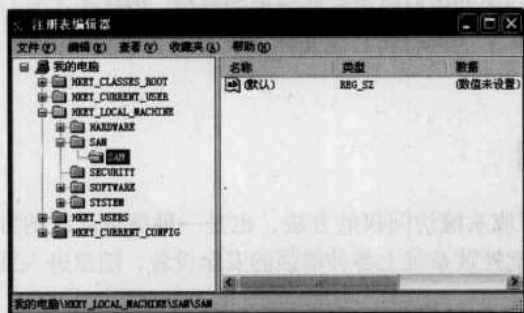 注册表编辑器
文件(F) 编辑(E) 查看(V) 收藏夹(A) 帮助(H)
我的电脑
HKEY_CLASSES_ROOT
HKEY_CURRENT_USER
HKEY_LOCAL_MACHINE
HARDWARE
SAM
SAM
SECURITY
SOFTWARE
SYSTEM
HKEY_USERS
HKEY_CURRENT_CONFIG
名称 类型 数据
ab (默认) REG_SZ (数值未设置)
我的电脑\HKEY_LOCAL_MACHINE\SAM\SAM